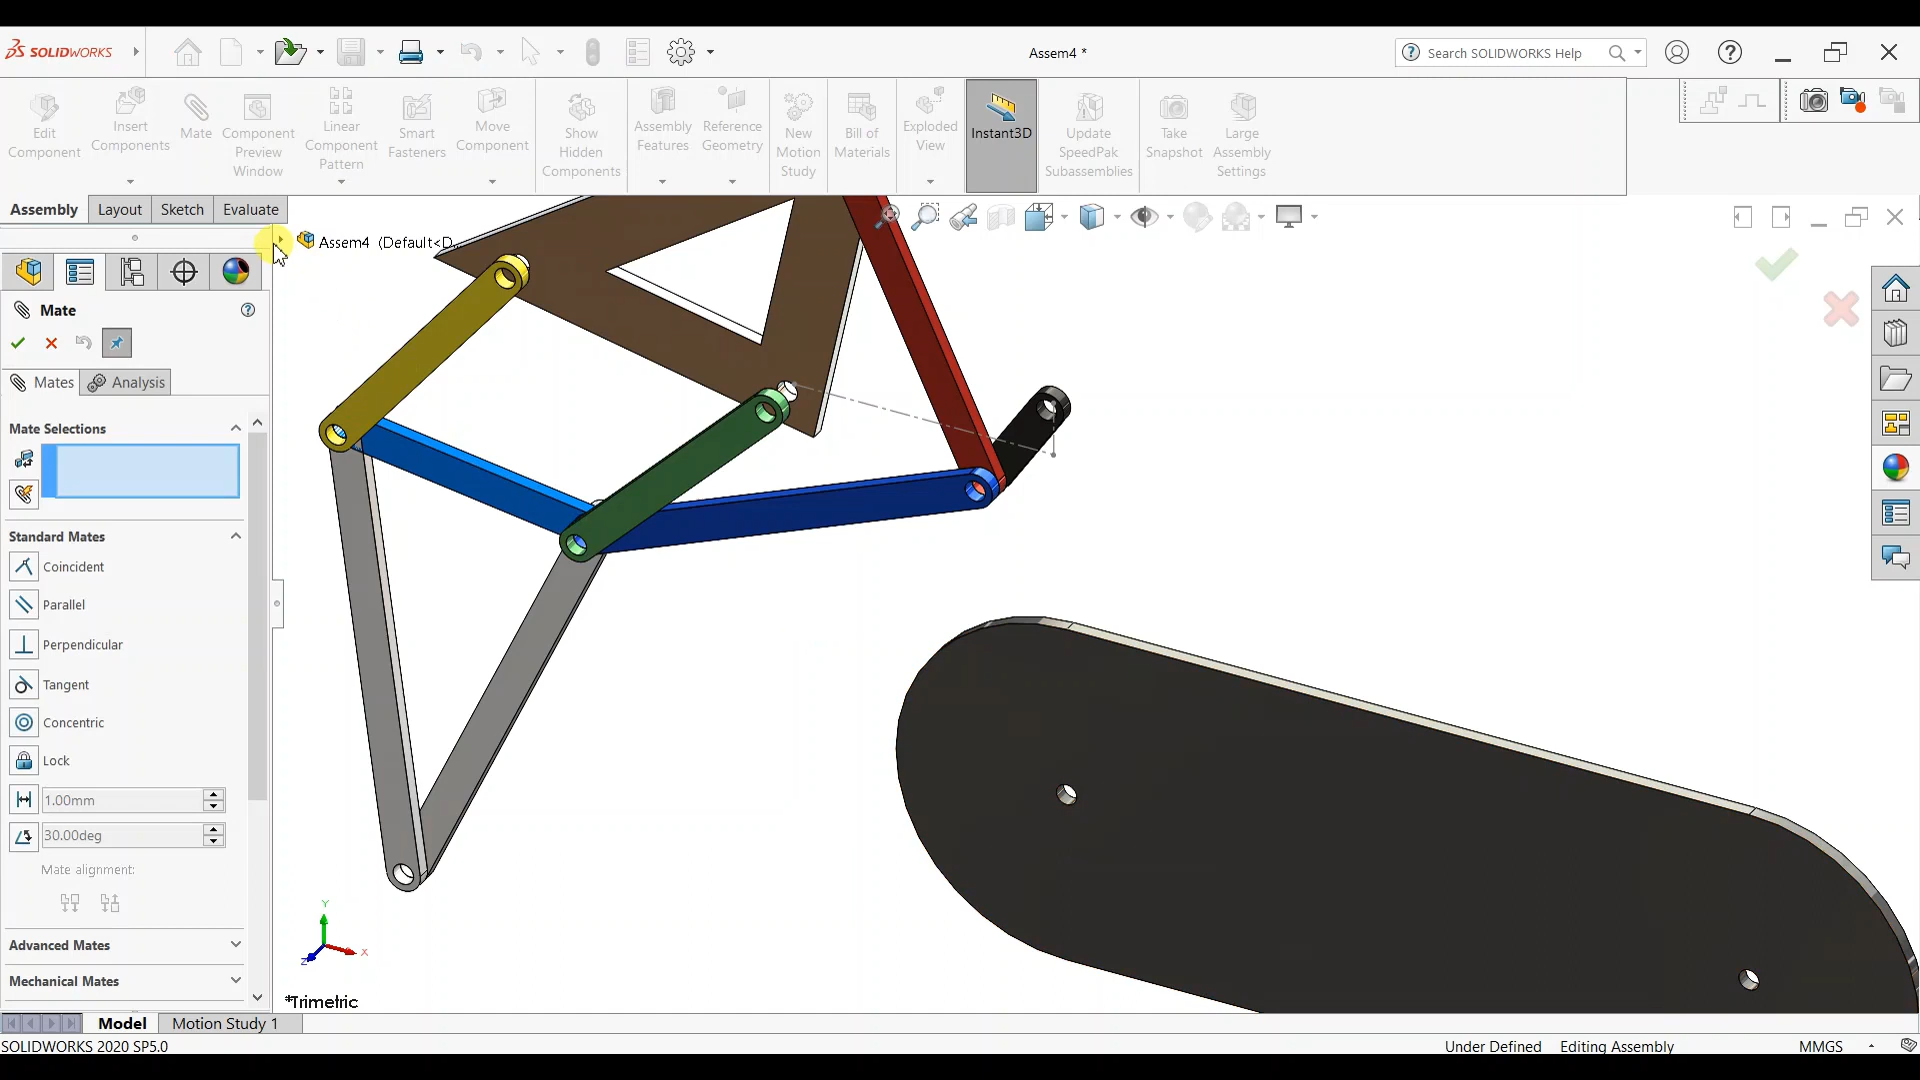 SOLIDWORKS
Assem4 *
Search SOLIDWORKS Help
Edit Component
Insert Components
Mate
Component Preview Window
Linear Component Pattern
Smart Fasteners
Move Component
Show Hidden Components
Assembly Features
Reference Geometry
New Motion Study
Bill of Materials
Exploded View
Instant3D
Update SpeedPak Subassemblies
Take Snapshot
Large Assembly Settings
Assembly
Layout
Sketch
Evaluate
Assem4 (Default<D...
Mate
Mates
Analysis
Mate Selections
Standard Mates
Coincident
Parallel
Perpendicular
Tangent
Concentric
Lock
1.00mm
30.00deg
Mate alignment:
Advanced Mates
Mechanical Mates
Y
X
Z
*Trimetric
Model
Motion Study 1
SOLIDWORKS 2020 SP5.0
Under Defined
Editing Assembly
MMGS